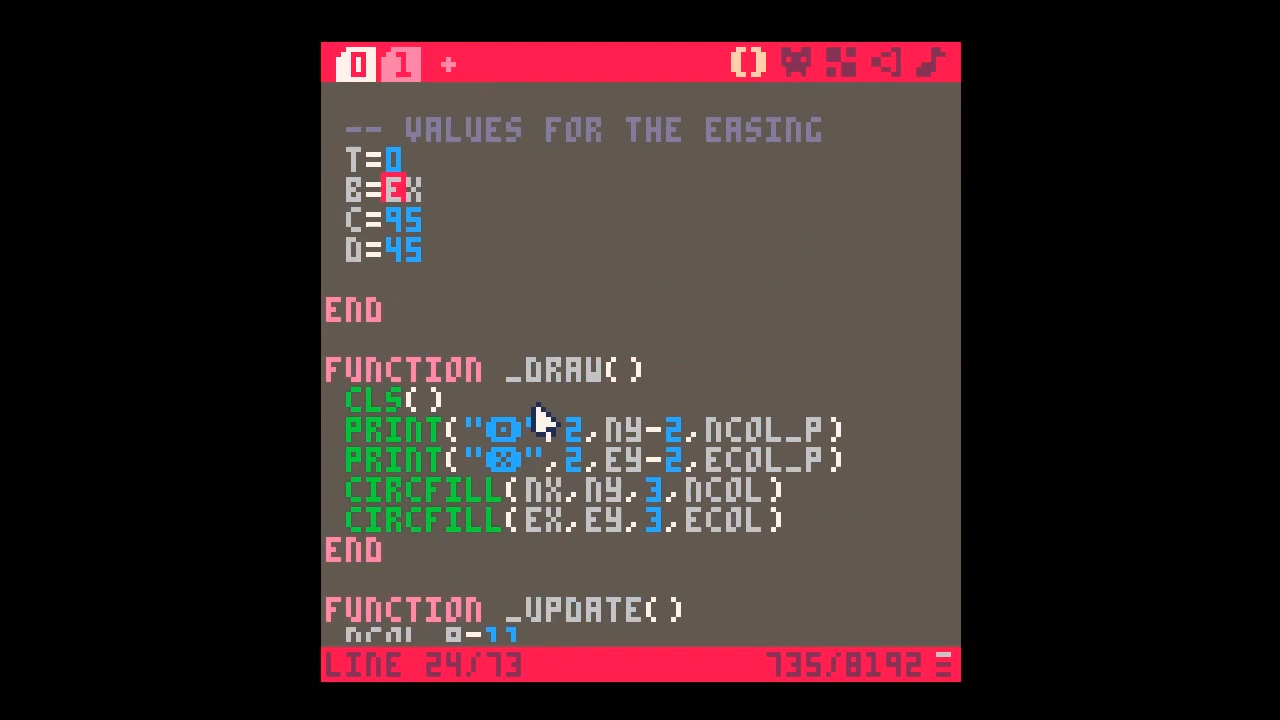 0 1 +
-- VALUES FOR THE EASING
T=0
B=EX
C=95
D=45
END
FUNCTION _DRAW()
CLS()
PRINT("🅾️",2,NY-2,NCOL_P)
PRINT("❎",2,EY-2,ECOL_P)
CIRCFILL(NX,NY,3,NCOL)
CIRCFILL(EX,EY,3,ECOL)
END
FUNCTION _UPDATE()
NCOL_P=11
LINE 24/73 735/8192